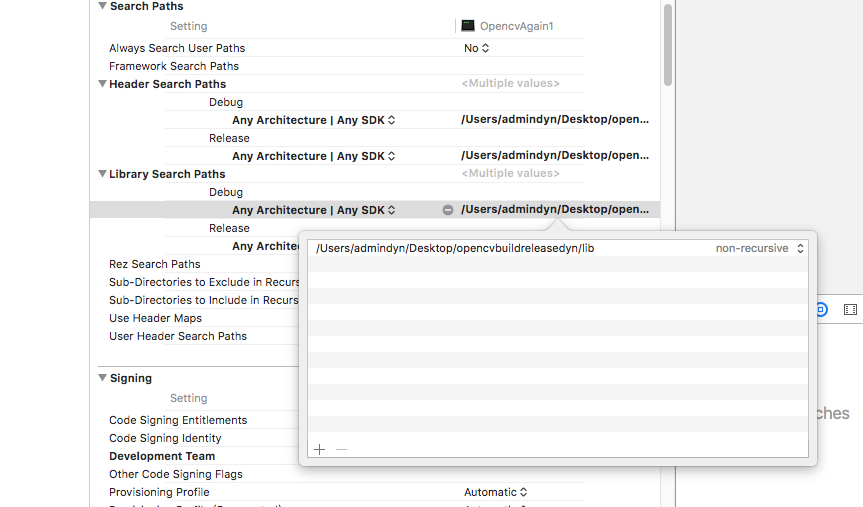 Search Paths
Setting OpencvAgain1
Always Search User Paths No
Framework Search Paths
Header Search Paths <Multiple values>
Debug
Any Architecture | Any SDK /Users/admindyn/Desktop/open...
Release
Any Architecture | Any SDK /Users/admindyn/Desktop/open...
Library Search Paths <Multiple values>
Debug
Any Architecture | Any SDK /Users/admindyn/Desktop/open...
Release
Any Archite
/Users/admindyn/Desktop/opencvbuildreleasedyn/lib non-recursive
Rez Search Paths
Sub-Directories to Exclude in Recurs
Sub-Directories to Include in Recurs
Use Header Maps
User Header Search Paths
Signing
Setting
ches
Code Signing Entitlements
Code Signing Identity
Development Team
Other Code Signing Flags
Provisioning Profile Automatic